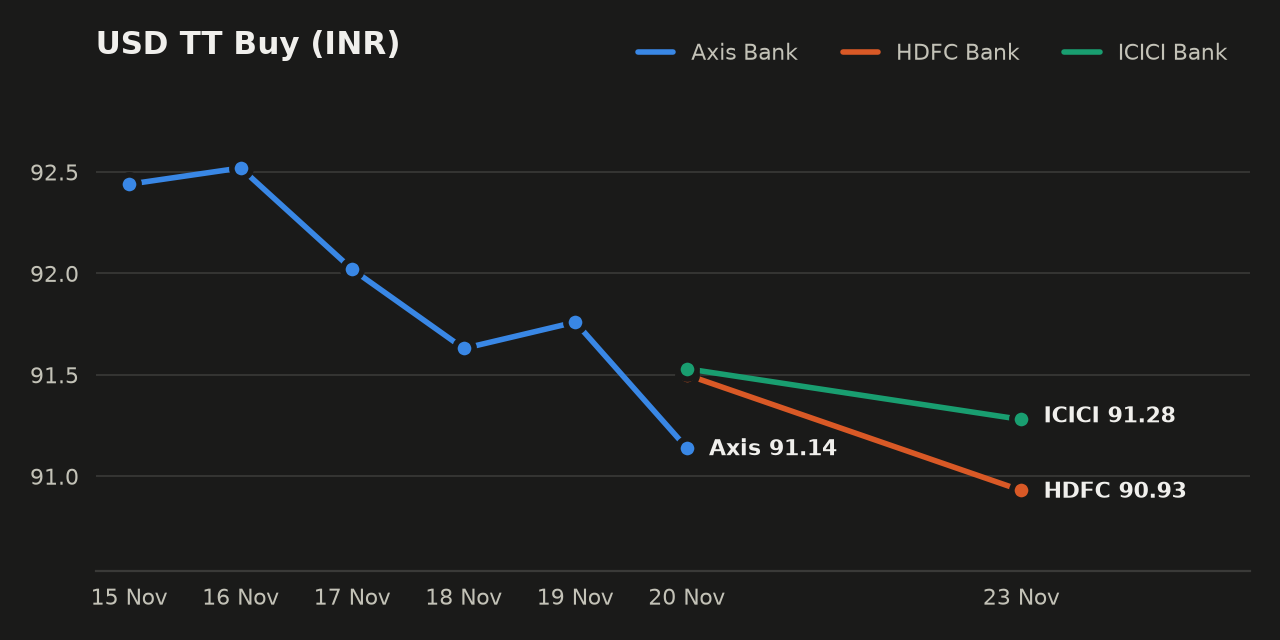 USD TT Buy (INR)
Axis Bank
HDFC Bank
ICICI Bank
92.5
92.0
91.5
91.0
ICICI 91.28
Axis 91.14
HDFC 90.93
15 Nov
16 Nov
17 Nov
18 Nov
19 Nov
20 Nov
23 Nov